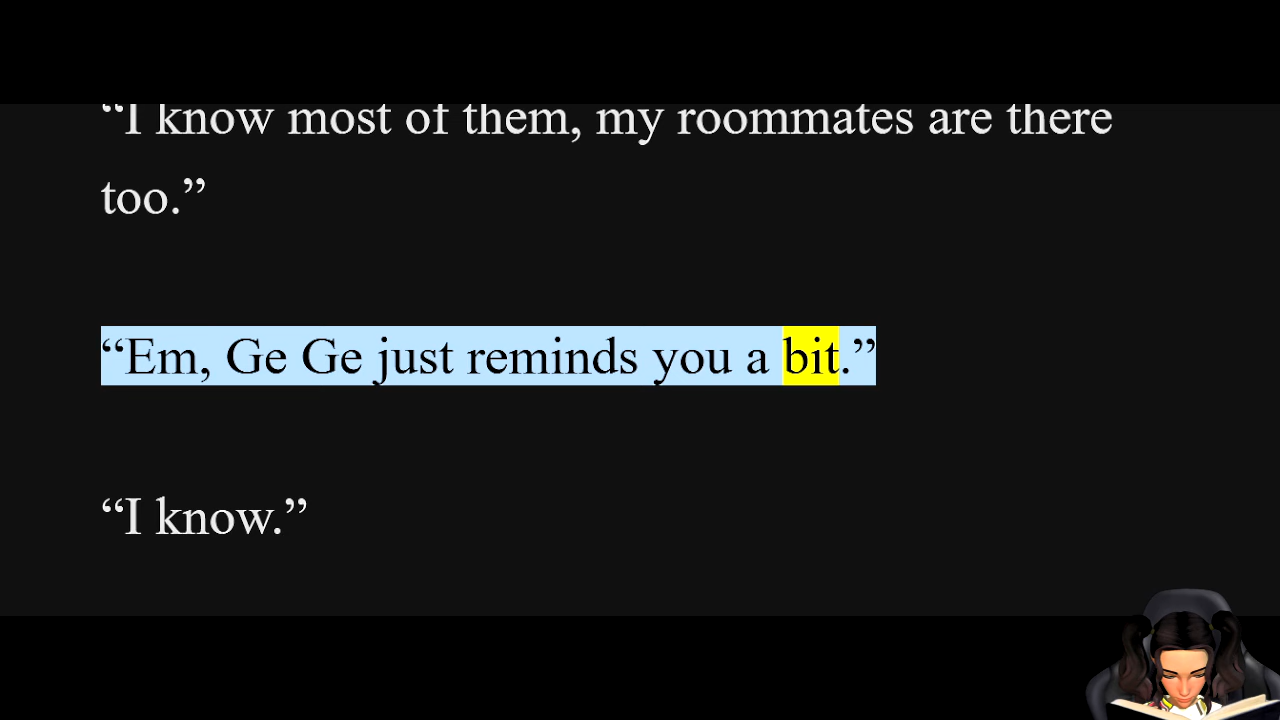 “I know most of them, my roommates are there
too.”
“Em, Ge Ge just reminds you a bit.”
“I know.”